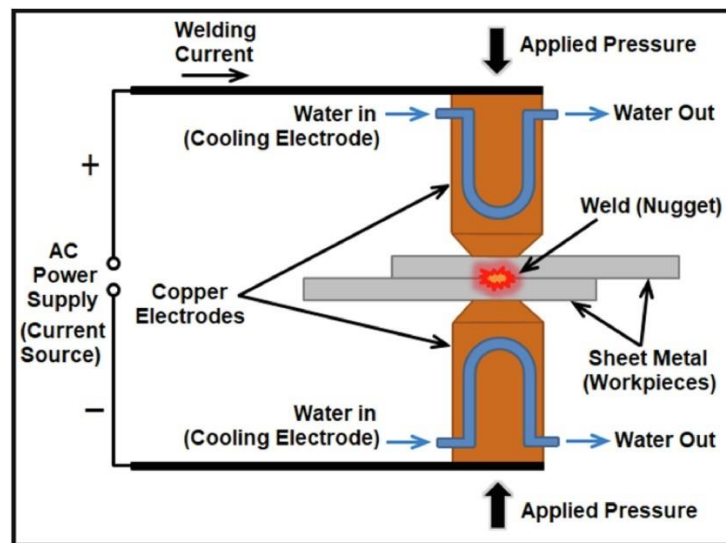 Welding
Current
Applied Pressure
Water in
(Cooling Electrode)
Water Out
+
Weld (Nugget)
AC
Power
Supply
(Current
Source)
Copper
Electrodes
Sheet Metal
(Workpieces)
−
Water in
(Cooling Electrode)
Water Out
Applied Pressure